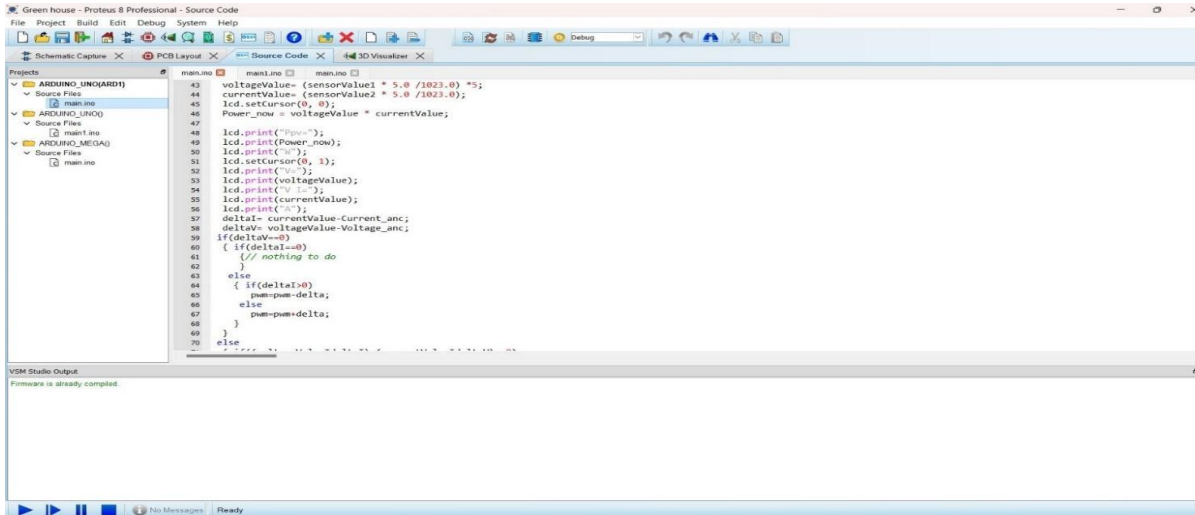 Green house - Proteus 8 Professional - Source Code
File Project Build Edit Debug System Help
Debug
Schematic Capture PCB Layout Source Code 3D Visualizer
Projects
ARDUINO_UNO(ARD1)
Source Files
main.ino
ARDUINO_UNO()
Source Files
main1.ino
ARDUINO_MEGA()
Source Files
main.ino
main.ino main1.ino main.ino
43 voltageValue= (sensorValue1 * 5.0 /1023.0) *5;
44 currentValue= (sensorValue2 * 5.0 /1023.0);
45 lcd.setCursor(0, 0);
46 Power_now = voltageValue * currentValue;
47
48 lcd.print("Ppv=");
49 lcd.print(Power_now);
50 lcd.print("W");
51 lcd.setCursor(0, 1);
52 lcd.print("V=");
53 lcd.print(voltageValue);
54 lcd.print("V I=");
55 lcd.print(currentValue);
56 lcd.print("A");
57 deltaI= currentValue-Current_anc;
58 deltaV= voltageValue-Voltage_anc;
59 if(deltaV==0)
60 { if(deltaI==0)
61 {// nothing to do
62 }
63 else
64 { if(deltaI>0)
65 pwm=pwm-delta;
66 else
67 pwm=pwm+delta;
68 }
69 }
70 else
VSM Studio Output
Firmware is already compiled.
No Messages Ready